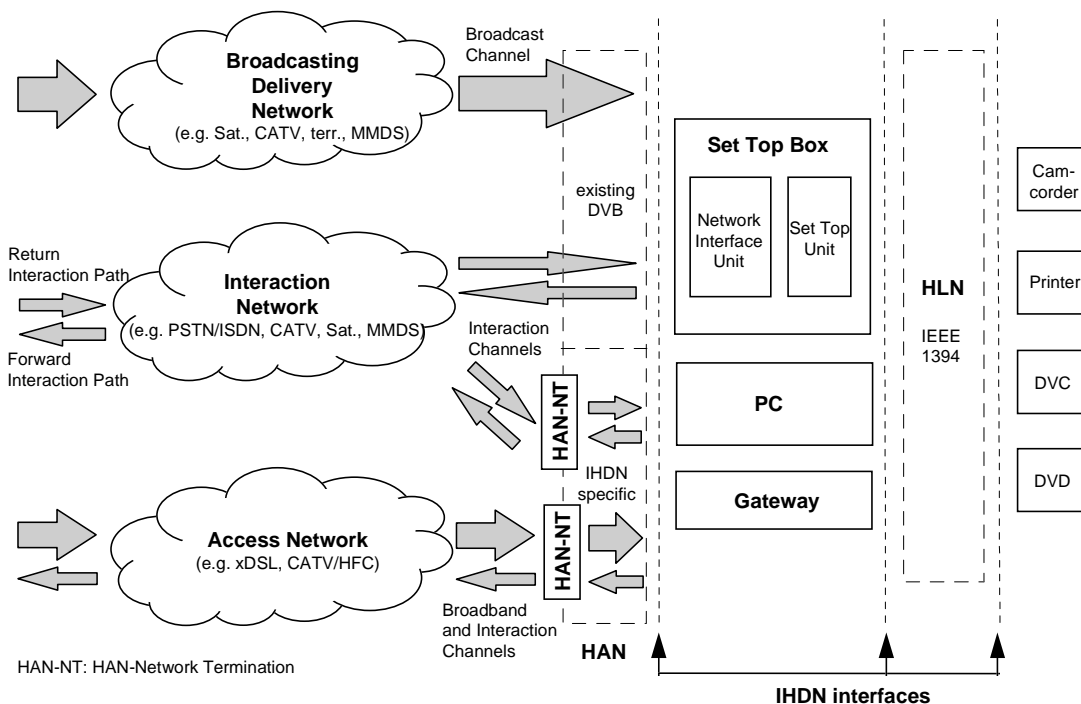 Broadcast
Channel
Broadcasting
Delivery
Network
(e.g. Sat., CATV, terr., MMDS)
existing
DVB
Set Top Box
Network
Interface
Unit
Set Top
Unit
Cam-
corder
Return
Interaction Path
Interaction
Network
(e.g. PSTN/ISDN, CATV, Sat., MMDS)
Forward
Interaction Path
Interaction
Channels
HLN
IEEE
1394
Printer
HAN-NT
PC
DVC
IHDN
specific
Gateway
DVD
Access Network
(e.g. xDSL, CATV/HFC)
HAN-NT
Broadband
and Interaction
Channels
HAN
HAN-NT: HAN-Network Termination
IHDN interfaces